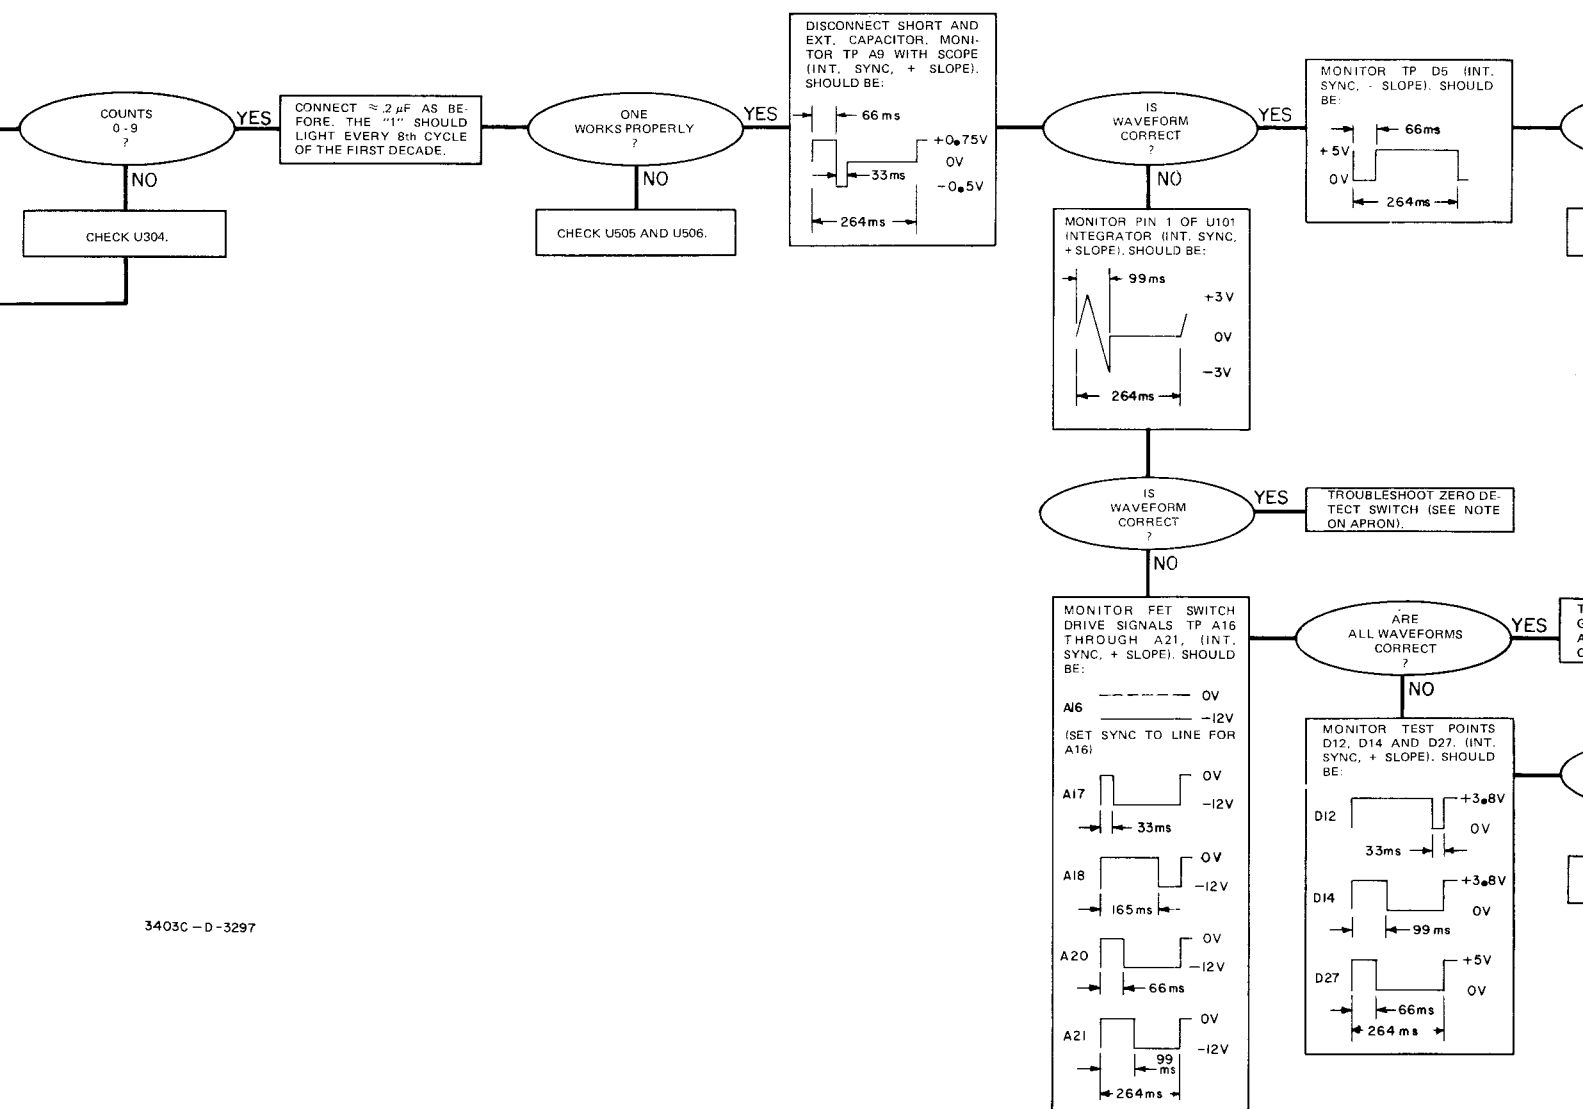 COUNTS
0 - 9
?
YES
NO
CHECK U304.
CONNECT ≈ .2 µF AS BE-
FORE. THE "1" SHOULD
LIGHT EVERY 8th CYCLE
OF THE FIRST DECADE.
ONE
WORKS PROPERLY
?
YES
NO
CHECK U505 AND U506.
DISCONNECT SHORT AND
EXT. CAPACITOR. MONI-
TOR TP A9 WITH SCOPE
(INT. SYNC, + SLOPE).
SHOULD BE:
66 ms
+0.75V
0V
33ms
-0.5V
264ms
IS
WAVEFORM
CORRECT
?
YES
NO
MONITOR TP D5 (INT.
SYNC, - SLOPE). SHOULD
BE:
66ms
+5V
0V
264ms
MONITOR PIN 1 OF U101
INTEGRATOR (INT. SYNC,
+ SLOPE). SHOULD BE:
99ms
+3V
0V
-3V
264ms
IS
WAVEFORM
CORRECT
?
YES
NO
TROUBLESHOOT ZERO DE-
TECT SWITCH (SEE NOTE
ON APRON).
MONITOR FET SWITCH
DRIVE SIGNALS TP A16
THROUGH A21, (INT.
SYNC, + SLOPE). SHOULD
BE:
A16
0V
-12V
(SET SYNC TO LINE FOR
A16)
A17
0V
-12V
33ms
A18
0V
-12V
165ms
A20
0V
-12V
66ms
A21
0V
-12V
99
ms
264ms
ARE
ALL WAVEFORMS
CORRECT
?
YES
NO
T
G
A
C
MONITOR TEST POINTS
D12, D14 AND D27. (INT.
SYNC, + SLOPE). SHOULD
BE:
D12
+3.8V
0V
33ms
D14
+3.8V
0V
99ms
D27
+5V
0V
66ms
264 ms
3403C-D-3297